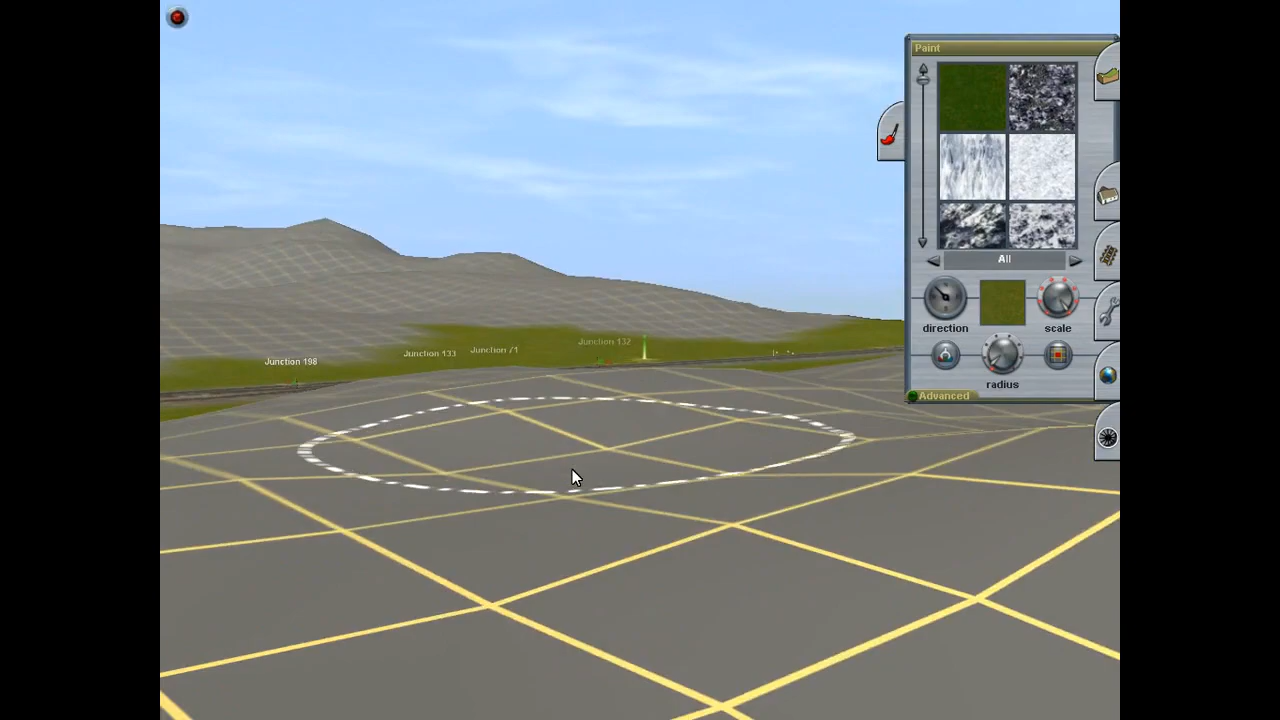 Paint
All
direction
scale
radius
Advanced
Junction 198
Junction 133
Junction 71
Junction 132